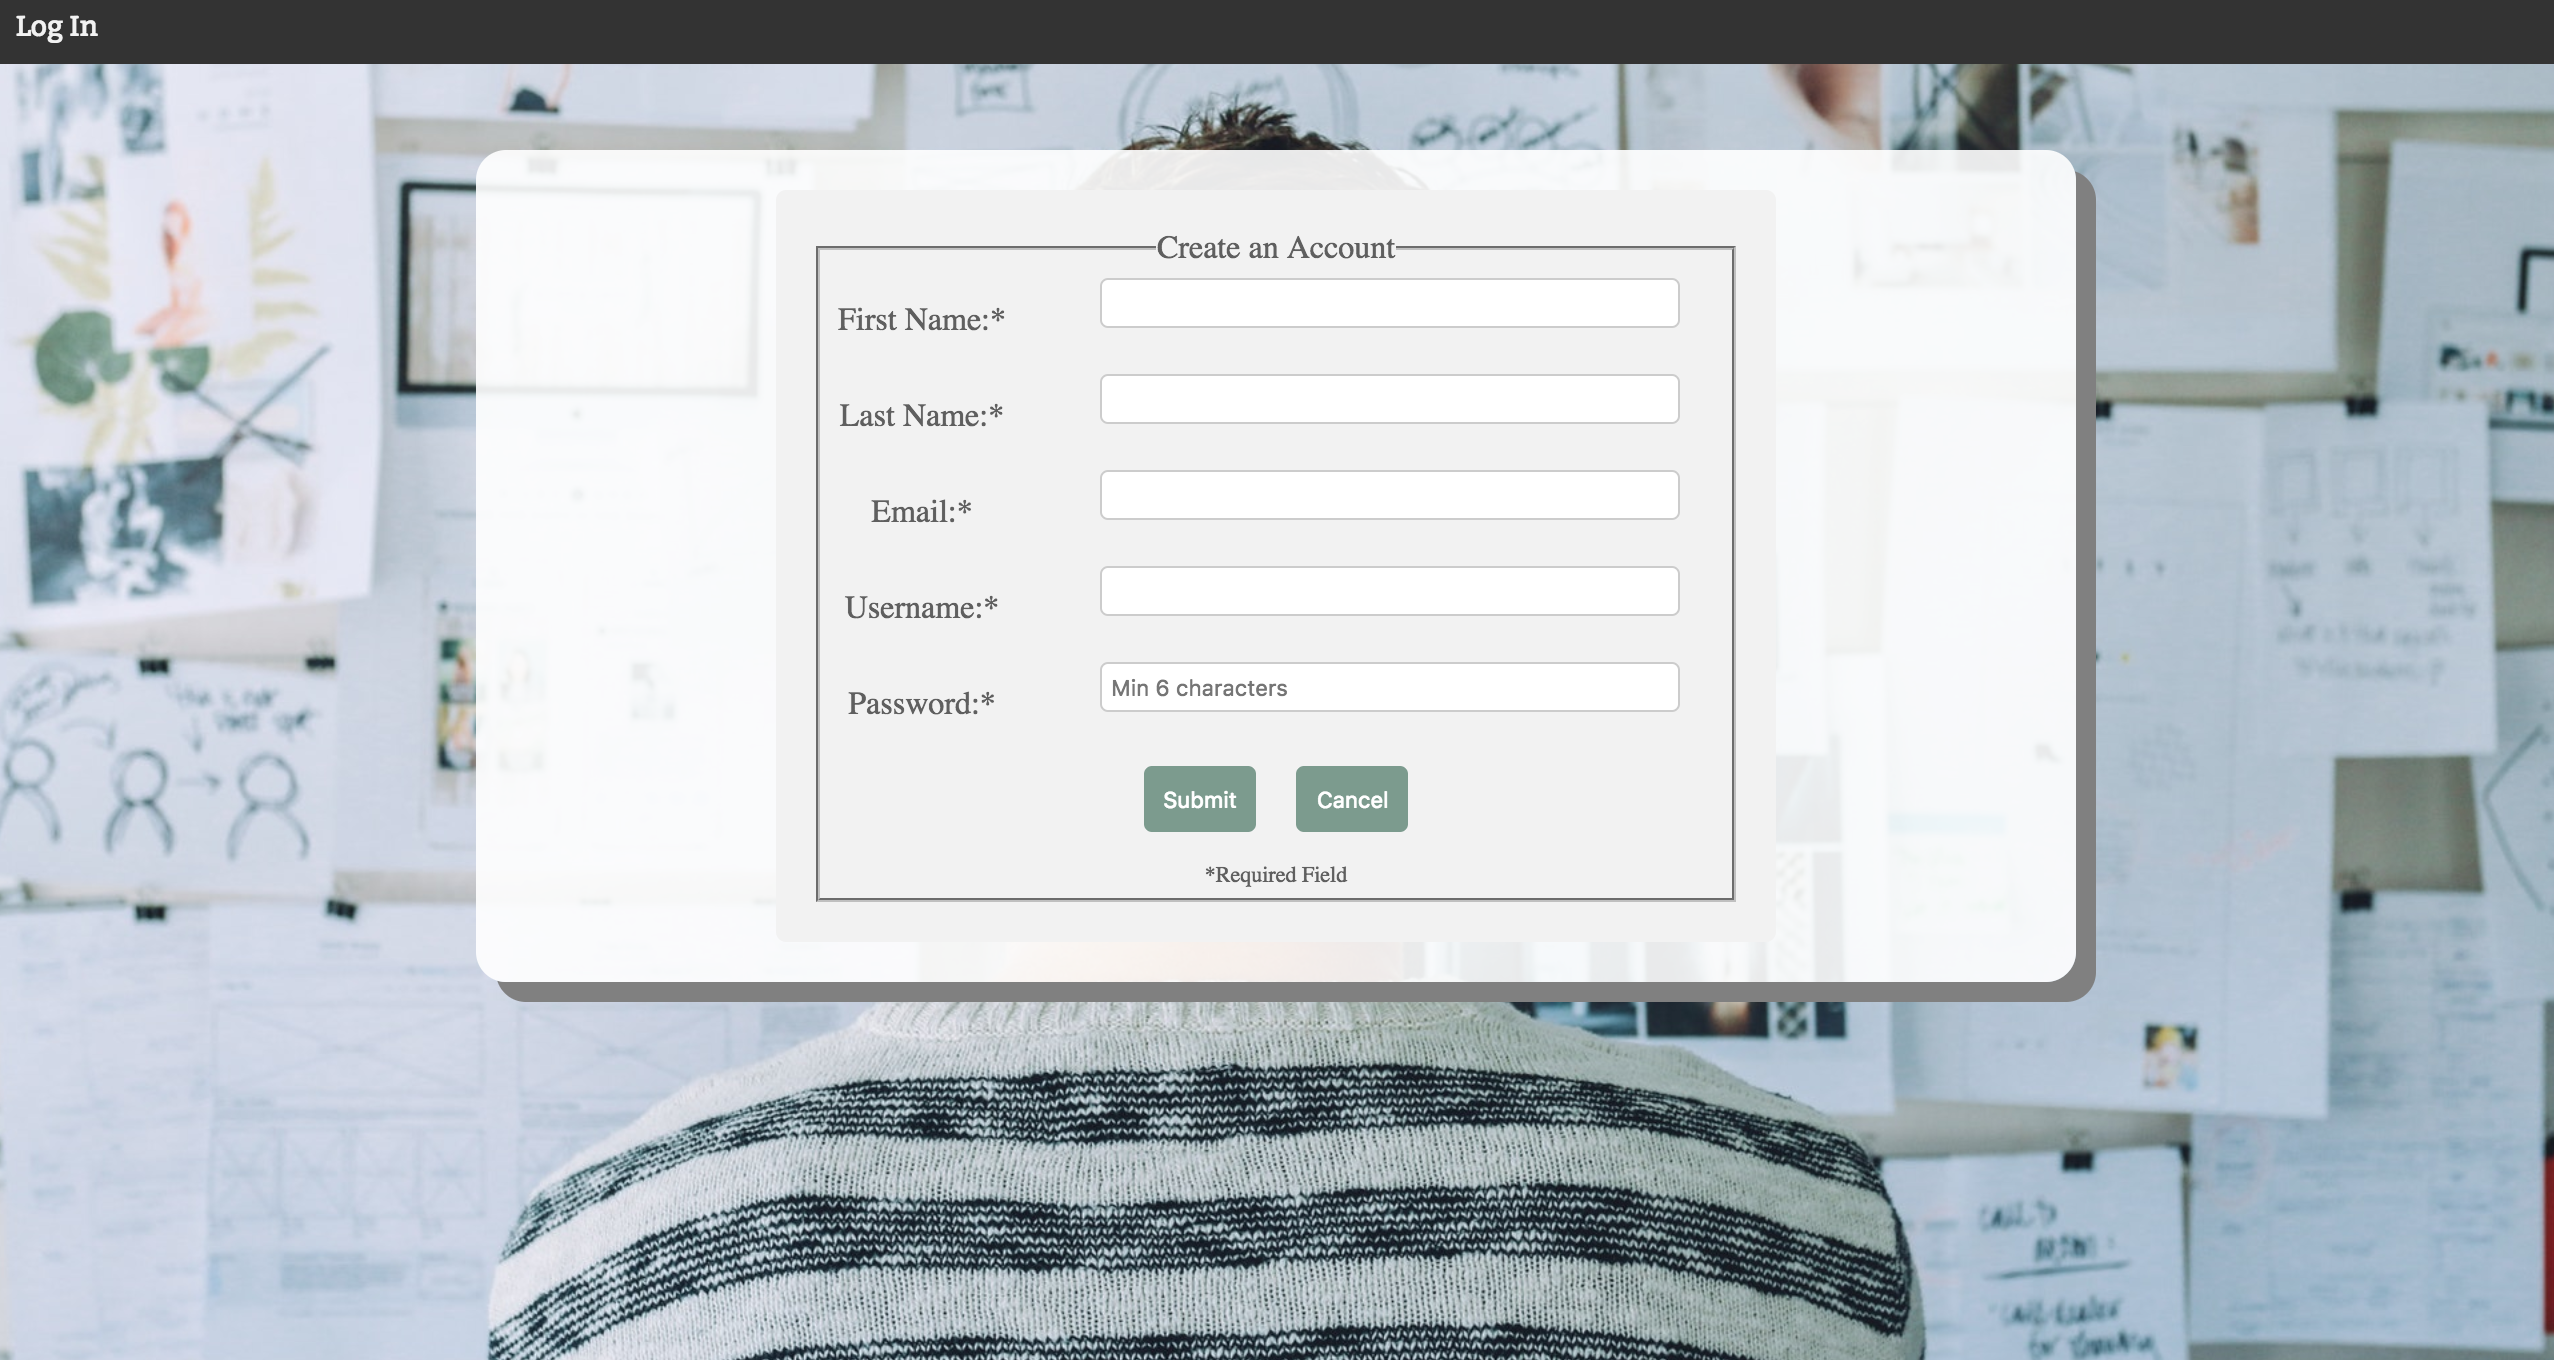 Log In
Create an Account
First Name:*
Last Name:*
Email:*
Username:*
Password:*
Min 6 characters
Submit
Cancel
*Required Field